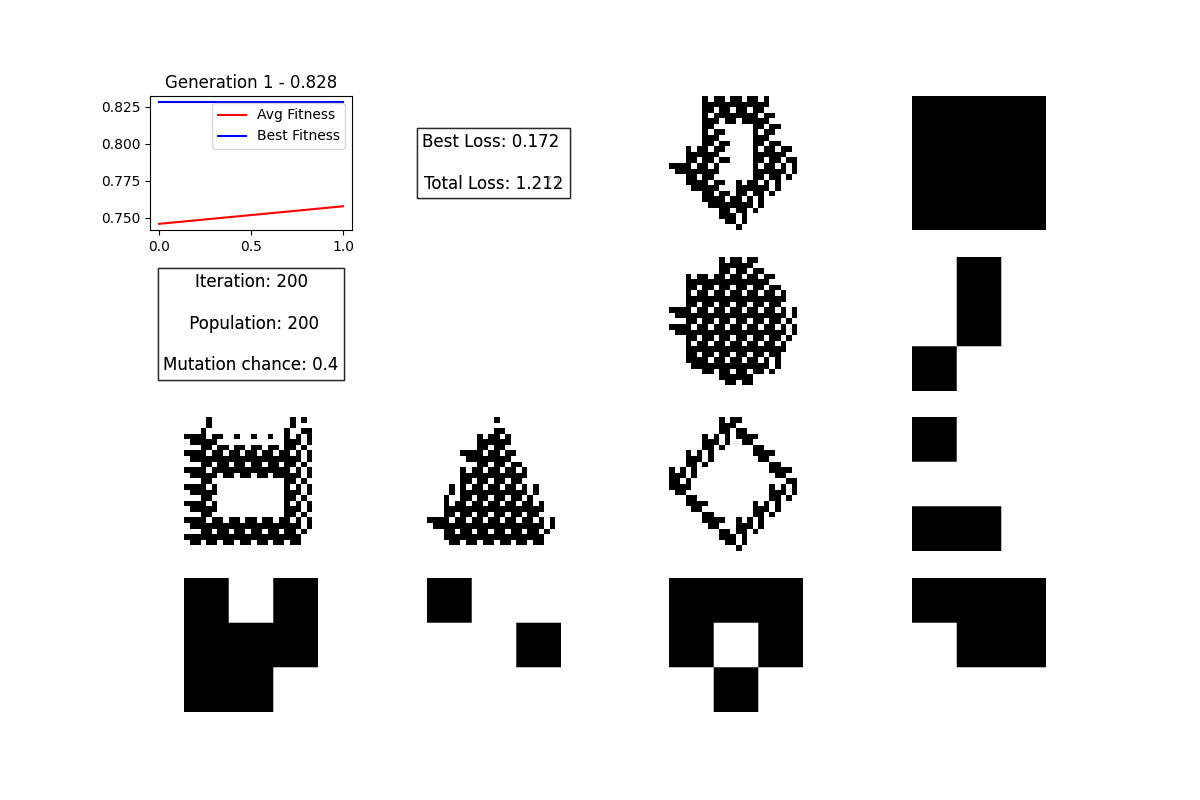 Generation 1 - 0.828
0.825
0.800
0.775
0.750
Avg Fitness
Best Fitness
0.0 0.5 1.0
Best Loss: 0.172
Total Loss: 1.212
Iteration: 200
Population: 200
Mutation chance: 0.4